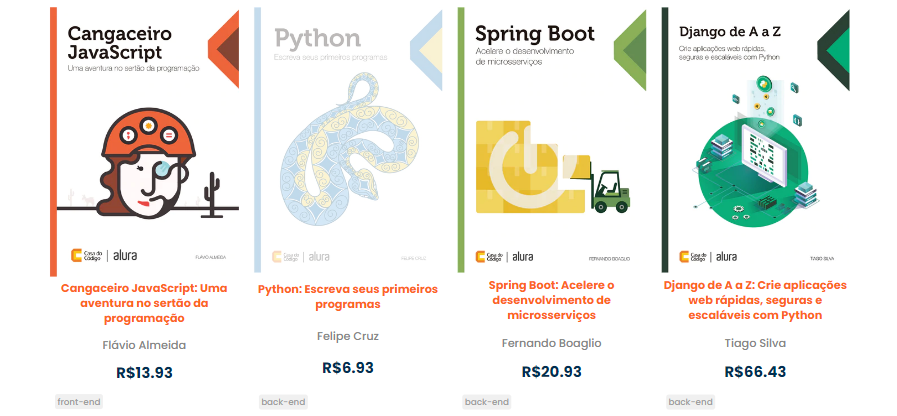 Cangaceiro
JavaScript
Uma aventura no sertão da programação
Casa do
Código
alura
FLÁVIO ALMEIDA
Cangaceiro JavaScript: Uma
aventura no sertão da
programação
Flávio Almeida
R$13.93
front-end
Python
Escreva seus primeiros programas
Casa do
Código
alura
FELIPE CRUZ
Python: Escreva seus primeiros
programas
Felipe Cruz
R$6.93
back-end
Spring Boot
Acelere o desenvolvimento
de microsserviços
Casa do
Código
alura
FERNANDO BOAGLIO
Spring Boot: Acelere o
desenvolvimento de
microsserviços
Fernando Boaglio
R$20.93
back-end
Django de A a Z
Crie aplicações web rápidas,
seguras e escaláveis com Python
Casa do
Código
alura
TIAGO SILVA
Django de A a Z: Crie aplicações
web rápidas, seguras e
escaláveis com Python
Tiago Silva
R$66.43
back-end